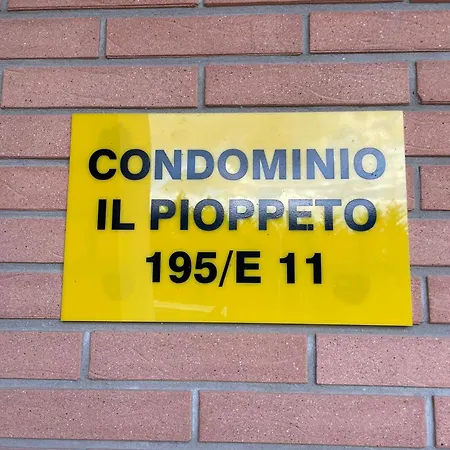 CONDOMINIO
IL PIOPPETO
195/E 11